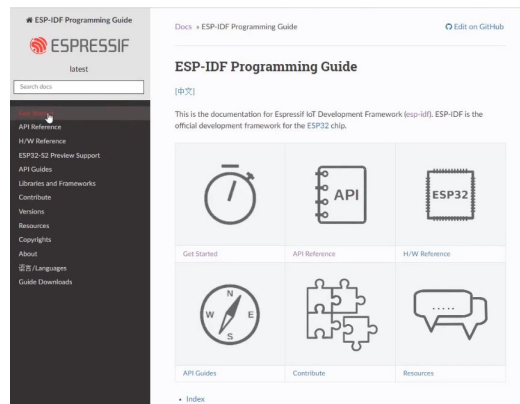 ESP-IDF Programming Guide
ESPRESSIF
latest
Search docs
Get Started
API Reference
H/W Reference
ESP32-S2 Preview Support
API Guides
Libraries and Frameworks
Contribute
Versions
Resources
Copyrights
About
语言/Languages
Guide Downloads
Docs » ESP-IDF Programming Guide
Edit on GitHub
ESP-IDF Programming Guide
[中文]
This is the documentation for Espressif IoT Development Framework (esp-idf). ESP-IDF is the
official development framework for the ESP32 chip.
API
ESP32
Get Started
API Reference
H/W Reference
N
W E
S
API Guides
Contribute
Resources
Index